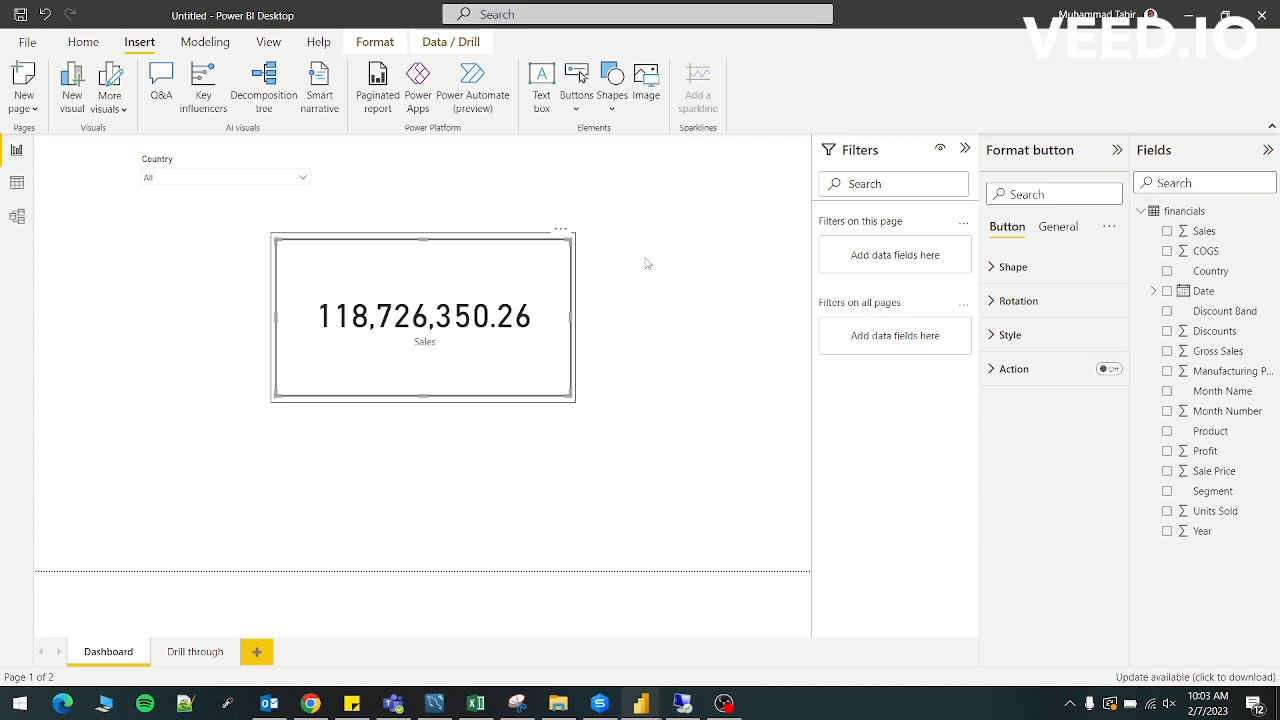 Untitled - Power BI Desktop
Search
Muhammad Tahir
VEED.IO
File Home Insert Modeling View Help Format Data / Drill
New page
New visual
More visuals
Q&A
Key influencers
Decomposition tree
Smart narrative
Paginated report
Power Apps
Power Automate (preview)
Text box
Buttons
Shapes
Image
Add a sparkline
Pages
Visuals
AI visuals
Power Platform
Elements
Sparklines
Country
All
118,726,350.26
Sales
Filters
Search
Filters on this page
Add data fields here
Filters on all pages
Add data fields here
Format button
Search
Button General
Shape
Rotation
Style
Action
Off
Fields
Search
financials
Sales
COGS
Country
Date
Discount Band
Discounts
Gross Sales
Manufacturing P...
Month Name
Month Number
Product
Profit
Sale Price
Segment
Units Sold
Year
Dashboard
Drill through
Page 1 of 2
Update available (click to download)
10:03 AM
2/7/2023
2